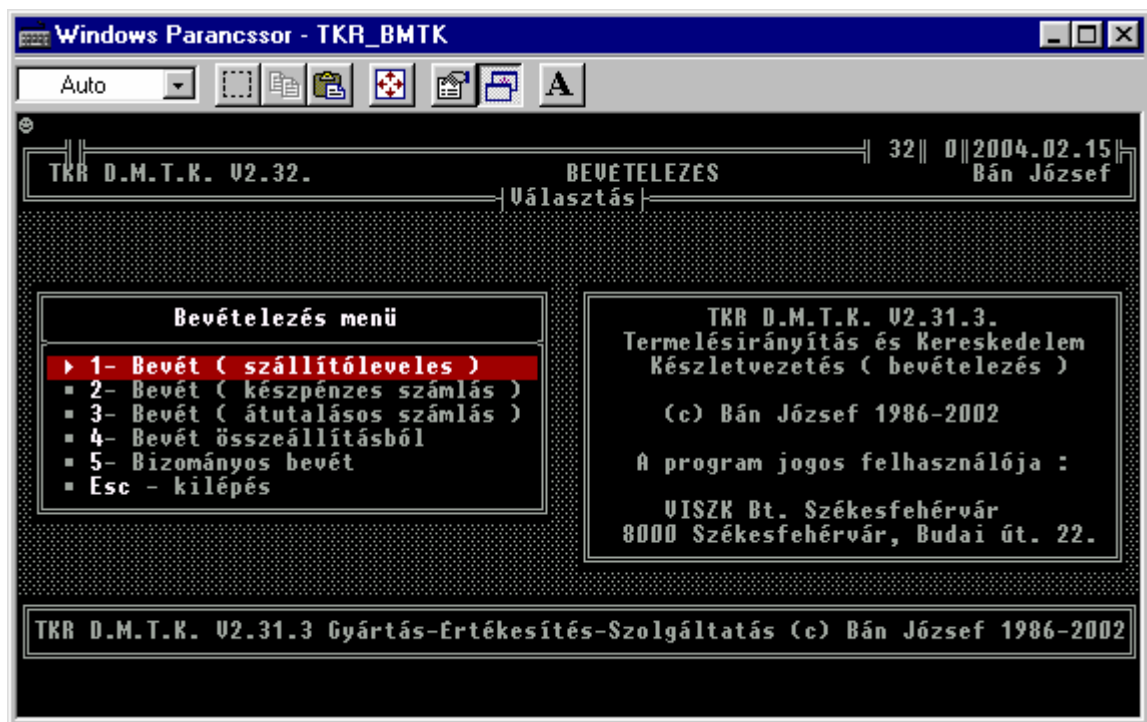 Windows Parancssor - TKR_BMTK
Auto
A
32 0 2004.02.15
TKR D.M.T.K. V2.32. BEVÉTELEZÉS Bán József
Választás
Bevételezés menü
1- Bevét ( szállítóleveles )
2- Bevét ( készpénzes számlás )
3- Bevét ( átutalásos számlás )
4- Bevét összeállításból
5- Bizományos bevét
Esc - kilépés
TKR D.M.T.K. V2.31.3.
Termelésirányítás és Kereskedelem
Készletvezetés ( bevételezés )
(c) Bán József 1986-2002
A program jogos felhasználója :
VISZK Bt. Székesfehérvár
8000 Székesfehérvár, Budai út. 22.
TKR D.M.T.K. V2.31.3 Gyártás-Értékesítés-Szolgáltatás (c) Bán József 1986-2002